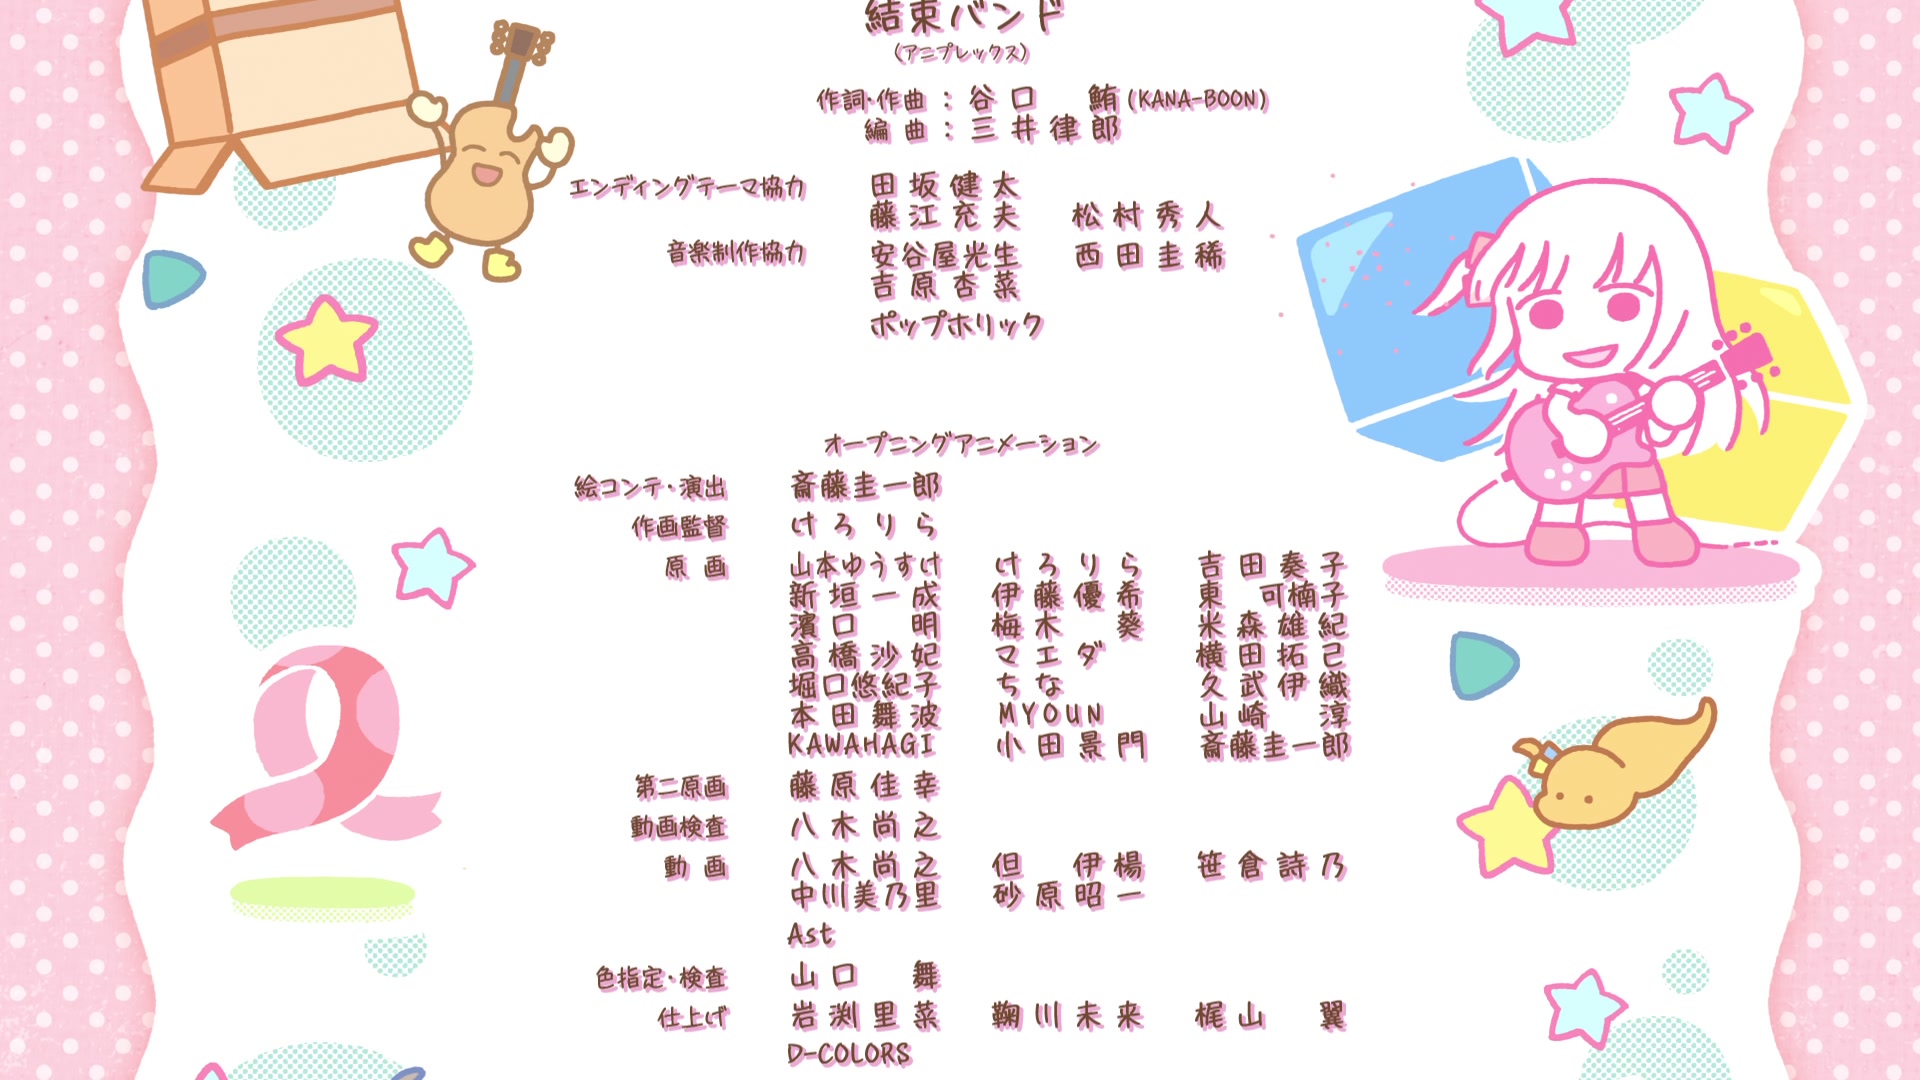 結束バンド
(アニプレックス)
作詞・作曲 : 谷口 鮪 (KANA-BOON)
編曲 : 三井律郎
エンディングテーマ協力 田坂健太
藤江充夫 松村秀人
音楽制作協力 安谷屋光生 西田圭稀
吉原杏菜
ポップホリック
オープニングアニメーション
絵コンテ・演出 斎藤圭一郎
作画監督 けろりら
原画 山本ゆうすけ けろりら 吉田奏子
新垣一成 伊藤優希 東 可楠子
濱口 明 梅木 葵 米森雄紀
高橋沙妃 マエダ 横田拓己
堀口悠紀子 ちな 久武伊織
本田舞波 MYOUN 山崎 淳
KAWAHAGI 小田景門 斎藤圭一郎
第二原画 藤原佳幸
動画検査 八木尚之
動画 八木尚之 但 伊楊 笹倉詩乃
中川美乃里 砂原昭一
Ast
色指定・検査 山口 舞
仕上げ 岩渕里菜 鞠川未来 梶山 翼
D-COLORS